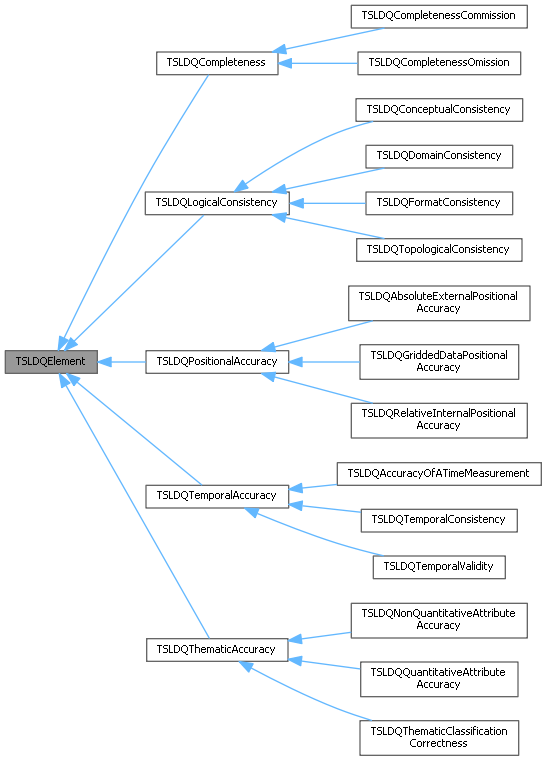 TSLDQElement
TSLDQCompleteness
TSLDQCompletenessCommission
TSLDQCompletenessOmission
TSLDQLogicalConsistency
TSLDQConceptualConsistency
TSLDQDomainConsistency
TSLDQFormatConsistency
TSLDQTopologicalConsistency
TSLDQPositionalAccuracy
TSLDQAbsoluteExternalPositional
Accuracy
TSLDQGriddedDataPositional
Accuracy
TSLDQRelativeInternalPositional
Accuracy
TSLDQTemporalAccuracy
TSLDQAccuracyOfATimeMeasurement
TSLDQTemporalConsistency
TSLDQTemporalValidity
TSLDQThematicAccuracy
TSLDQNonQuantitativeAttribute
Accuracy
TSLDQQuantitativeAttribute
Accuracy
TSLDQThematicClassification
Correctness